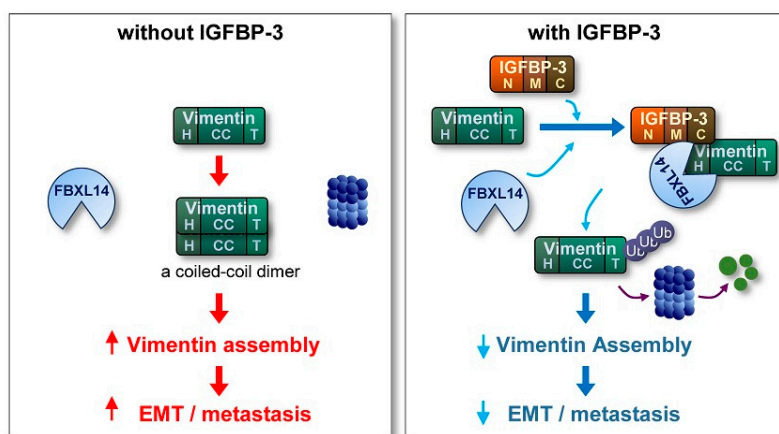 without IGFBP-3
Vimentin
H CC T
FBXL14
Vimentin
H CC T
H CC T
a coiled-coil dimer
Vimentin assembly
EMT / metastasis
with IGFBP-3
IGFBP-3
N M C
Vimentin
H CC T
IGFBP-3
N M C
Vimentin
H CC T
FBXL14
FBXL14
Vimentin
H CC T
Ub
Ub
Ub
Vimentin Assembly
EMT / metastasis